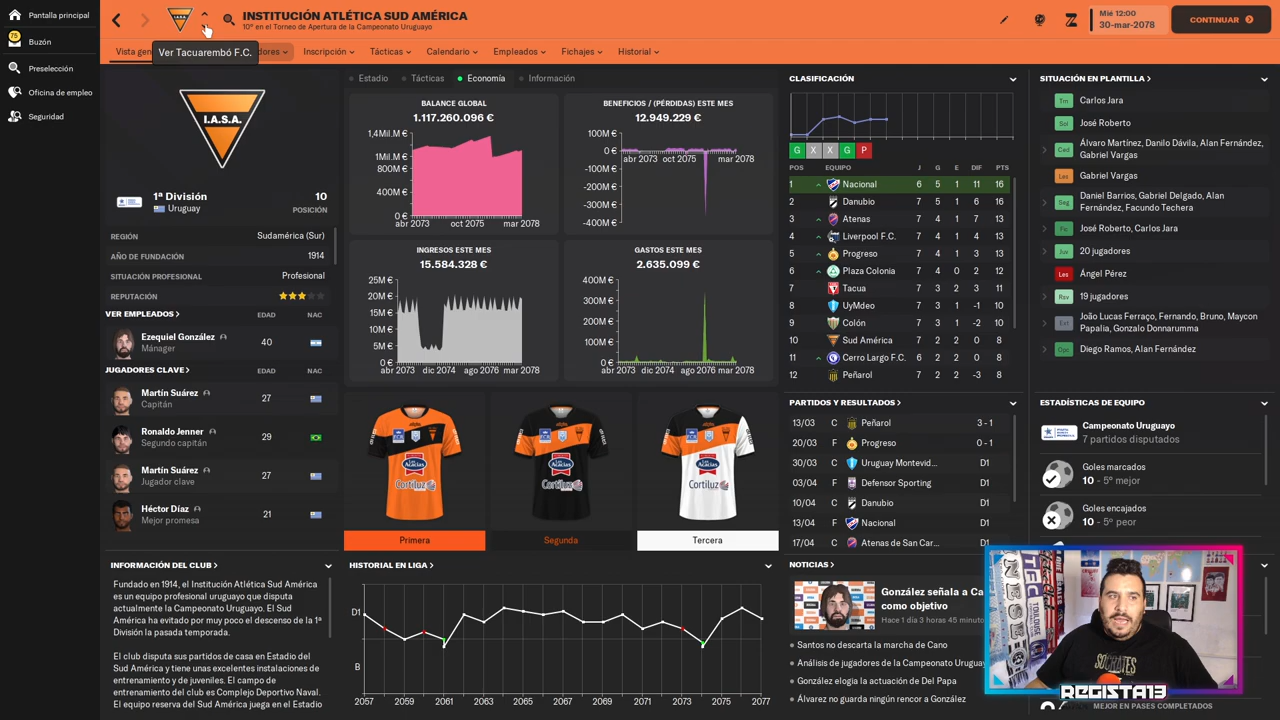 Pantalla principal
75
Buzón
Preselección
Oficina de empleo
Seguridad
I.A.S.A.
INSTITUCIÓN ATLÉTICA SUD AMÉRICA
10º en el Torneo de Apertura de la Campeonato Uruguayo
Mié 12:00
30-mar-2078
CONTINUAR
Ver Tacuarembó F.C.
Vista gen
dores
Inscripción
Tácticas
Calendario
Empleados
Fichajes
Historial
I.A.S.A.
1ª División
Uruguay
10
POSICIÓN
REGIÓN Sudamérica (Sur)
AÑO DE FUNDACIÓN 1914
SITUACIÓN PROFESIONAL Profesional
REPUTACIÓN
VER EMPLEADOS EDAD NAC
Ezequiel González 40
Mánager
JUGADORES CLAVE EDAD NAC
Martín Suárez 27
Capitán
Ronaldo Jenner 29
Segundo capitán
Martín Suárez 27
Jugador clave
Héctor Díaz 21
Mejor promesa
INFORMACIÓN DEL CLUB
Fundado en 1914, el Institución Atlética Sud América
es un equipo profesional uruguayo que disputa
actualmente la Campeonato Uruguayo. El Sud
América ha evitado por muy poco el descenso de la 1ª
División la pasada temporada.
El club disputa sus partidos de casa en Estadio del
Sud América y tiene unas excelentes instalaciones de
entrenamiento y de juveniles. El campo de
entrenamiento del club es Complejo Deportivo Naval.
El equipo reserva del Sud América juega en el Estadio
Estadio
Tácticas
Economía
Información
BALANCE GLOBAL
1.117.260.096 €
1,4Mil.M €
1Mil.M €
800M €
400M €
0 €
abr 2073 oct 2075 mar 2078
BENEFICIOS / (PÉRDIDAS) ESTE MES
12.949.229 €
100M €
0 €
-100M €
-200M €
-300M €
-400M €
abr 2073 oct 2075 mar 2078
INGRESOS ESTE MES
15.584.328 €
25M €
20M €
15M €
10M €
5M €
0 €
abr 2073 dic 2074 ago 2076 mar 2078
GASTOS ESTE MES
2.635.099 €
400M €
300M €
200M €
100M €
0 €
abr 2073 dic 2074 ago 2076 mar 2078
Las Acacias
Cortiluz
Las Acacias
Cortiluz
Las Acacias
Cortiluz
Primera
Segunda
Tercera
HISTORIAL EN LIGA
D1
B
2057 2059 2061 2063 2065 2067 2069 2071 2073 2075 2077
CLASIFICACIÓN
G X X G P
POS EQUIPO J G E DIF PTS
1 Nacional 6 5 1 11 16
2 Danubio 7 5 1 6 16
3 Atenas 7 4 1 7 13
4 Liverpool F.C. 7 4 1 4 13
5 Progreso 7 4 1 3 13
6 Plaza Colonia 7 4 0 2 12
7 Tacua 7 3 2 3 11
8 UyMdeo 7 3 1 -1 10
9 Colón 7 3 1 -2 10
10 Sud América 7 2 2 0 8
11 Cerro Largo F.C. 6 2 2 0 8
12 Peñarol 7 2 2 -3 8
PARTIDOS Y RESULTADOS
13/03 C Peñarol 3 - 1
20/03 F Progreso 0 - 1
30/03 C Uruguay Montevid... D1
03/04 F Defensor Sporting D1
10/04 C Danubio D1
13/04 F Nacional D1
17/04 C Atenas de San Car... D1
NOTICIAS
González señala a Ca
como objetivo
Hace 1 día 3 horas 45 minuto
Santos no descarta la marcha de Cano
Análisis de jugadores de la Campeonato Urugua
González elogia la actuación de Del Papa
Álvarez no guarda ningún rencor a González
SITUACIÓN EN PLANTILLA
Tm Carlos Jara
Sol José Roberto
Ced Álvaro Martínez, Danilo Dávila, Alan Fernández,
Gabriel Vargas
Les Gabriel Vargas
Seg Daniel Barrios, Gabriel Delgado, Alan
Fernández, Facundo Techera
Fic José Roberto, Carlos Jara
Juv 20 jugadores
Les Ángel Pérez
Rsv 19 jugadores
Ext João Lucas Ferraço, Fernando, Bruno, Maycon
Papalia, Gonzalo Donnarumma
Opc Diego Ramos, Alan Fernández
ESTADÍSTICAS DE EQUIPO
Campeonato Uruguayo
7 partidos disputados
Goles marcados
10 - 5º mejor
Goles encajados
10 - 5º peor
SOCRATES
REGISTA13
MEJOR EN PASES COMPLETADOS